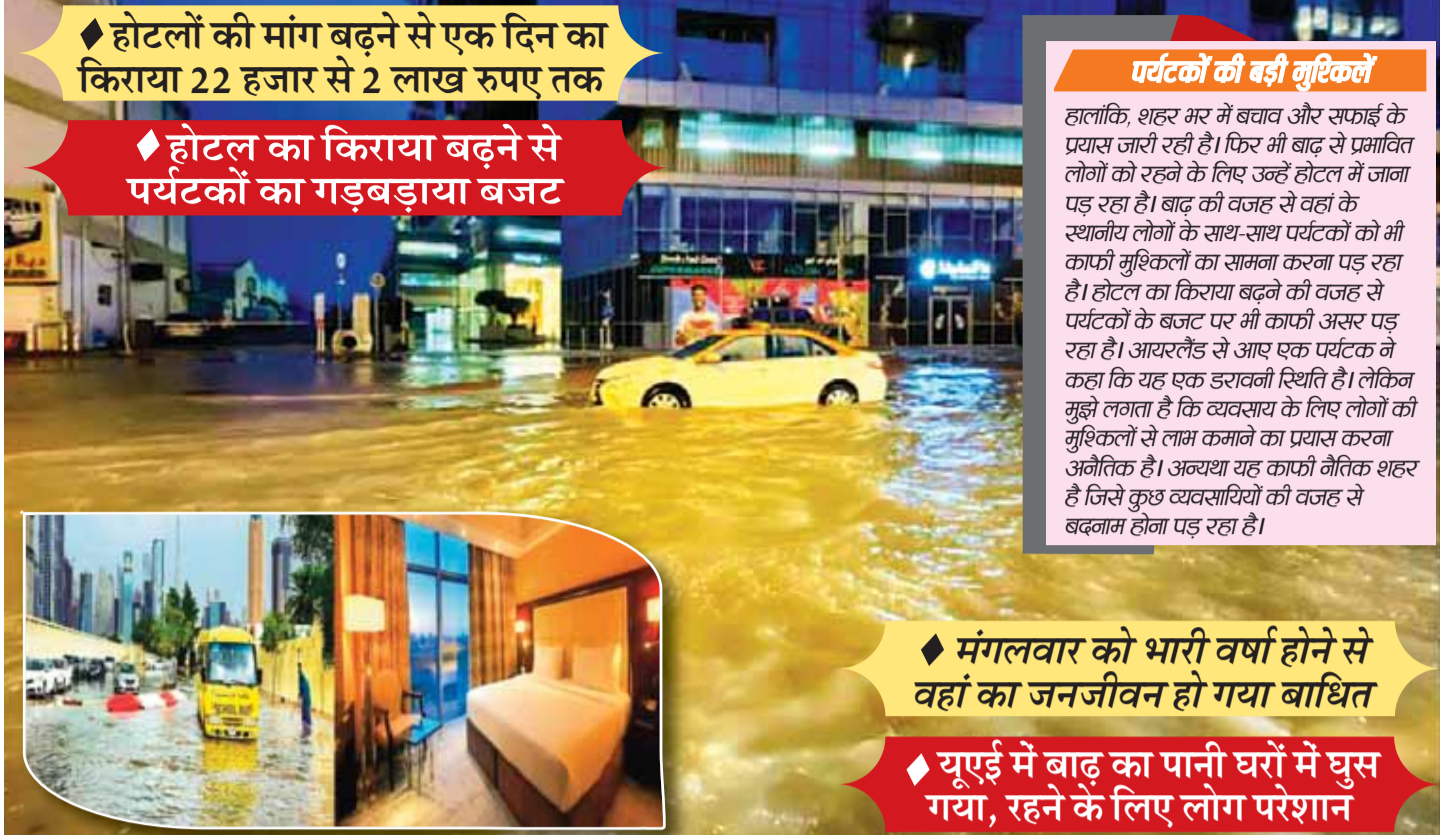 ♦ होटलों की मांग बढ़ने से एक दिन का
किराया 22 हजार से 2 लाख रुपए तक
♦ होटल का किराया बढ़ने से
पर्यटकों का गड़बड़ाया बजट
पर्यटकों की बड़ी मुश्किलें
हालांकि, शहर भर में बचाव और सफाई के
प्रयास जारी रही है। फिर भी बाढ़ से प्रभावित
लोगों को रहने के लिए उन्हें होटल में जाना
पड़ रहा है। बाढ़ की वजह से वहां के
स्थानीय लोगों के साथ-साथ पर्यटकों को भी
काफी मुश्किलों का सामना करना पड़ रहा
है। होटल का किराया बढ़ने की वजह से
पर्यटकों के बजट पर भी काफी असर पड़
रहा है। आयरलैंड से आए एक पर्यटक ने
कहा कि यह एक डरावनी स्थिति है। लेकिन
मुझे लगता है कि व्यवसाय के लिए लोगों की
मुश्किलों से लाभ कमाने का प्रयास करना
अनैतिक है। अन्यथा यह काफी नैतिक शहर
है जिसे कुछ व्यवसायियों की वजह से
बदनाम होना पड़ रहा है।
SCHOOL BUS
♦ मंगलवार को भारी वर्षा होने से
वहां का जनजीवन हो गया बाधित
♦ यूएई में बाढ़ का पानी घरों में घुस
गया, रहने के लिए लोग परेशान